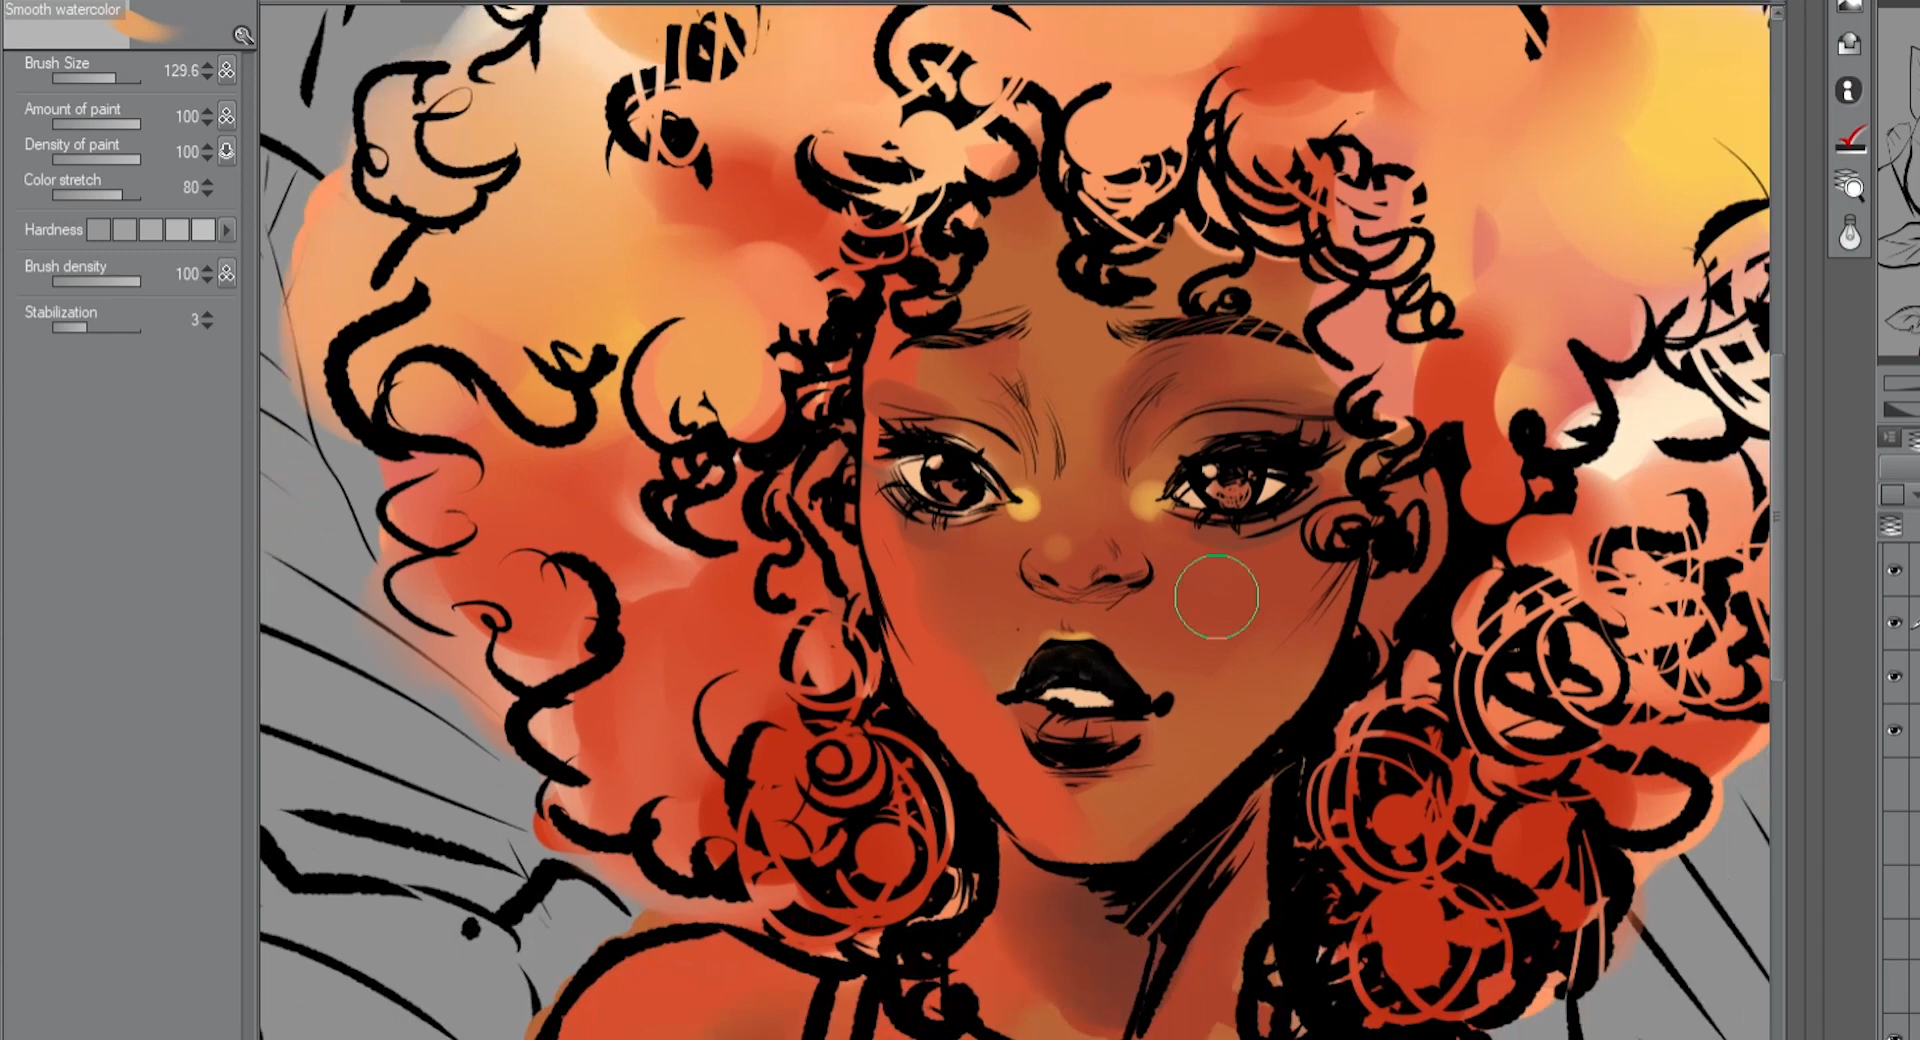 Smooth watercolor
Brush Size 129.6
Amount of paint 100
Density of paint 100
Color stretch 80
Hardness
Brush density 100
Stabilization 3